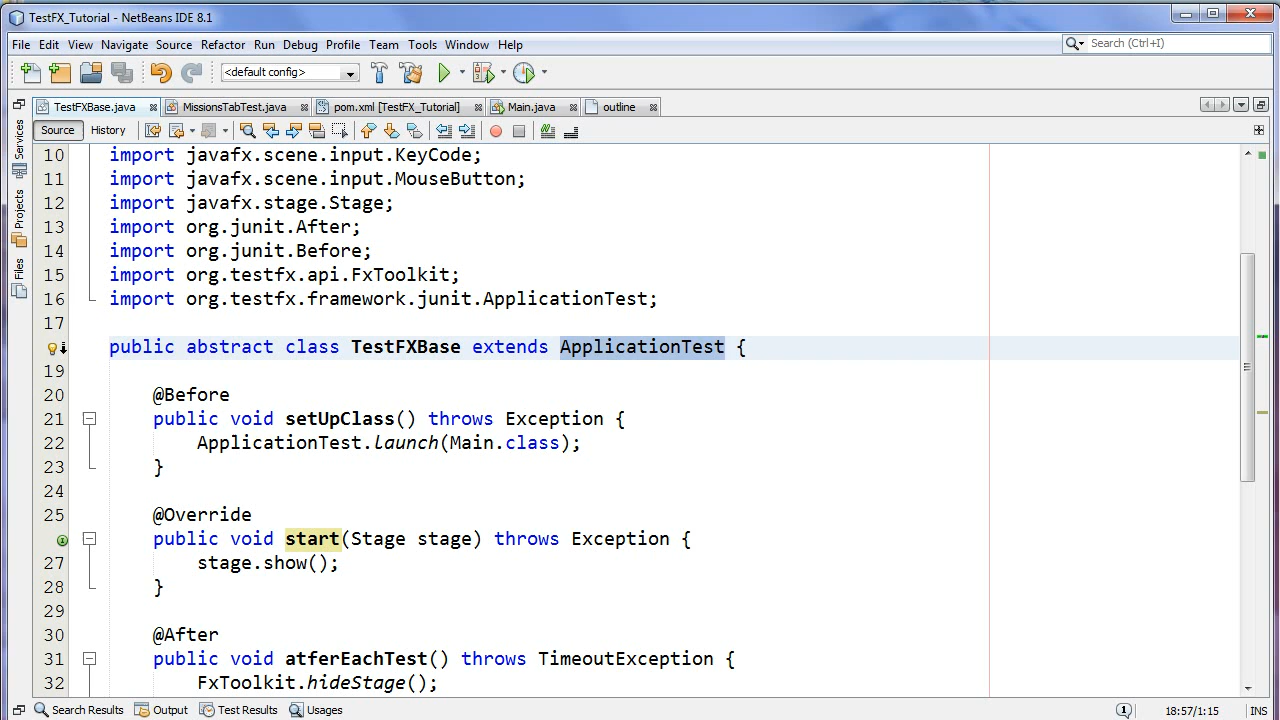 TestFX_Tutorial - NetBeans IDE 8.1
File Edit View Navigate Source Refactor Run Debug Profile Team Tools Window Help
Search (Ctrl+I)
<default config>
TestFXBase.java MissionsTabTest.java pom.xml [TestFX_Tutorial] Main.java outline
Source History
Services
Projects
Files
10 import javafx.scene.input.KeyCode;
11 import javafx.scene.input.MouseButton;
12 import javafx.stage.Stage;
13 import org.junit.After;
14 import org.junit.Before;
15 import org.testfx.api.FxToolkit;
16 import org.testfx.framework.junit.ApplicationTest;
17
public abstract class TestFXBase extends ApplicationTest {
19
20 @Before
21 public void setUpClass() throws Exception {
22 ApplicationTest.launch(Main.class);
23 }
24
25 @Override
public void start(Stage stage) throws Exception {
27 stage.show();
28 }
29
30 @After
31 public void atferEachTest() throws TimeoutException {
32 FxToolkit.hideStage();
Search Results Output Test Results Usages 1 18:57/1:15 INS